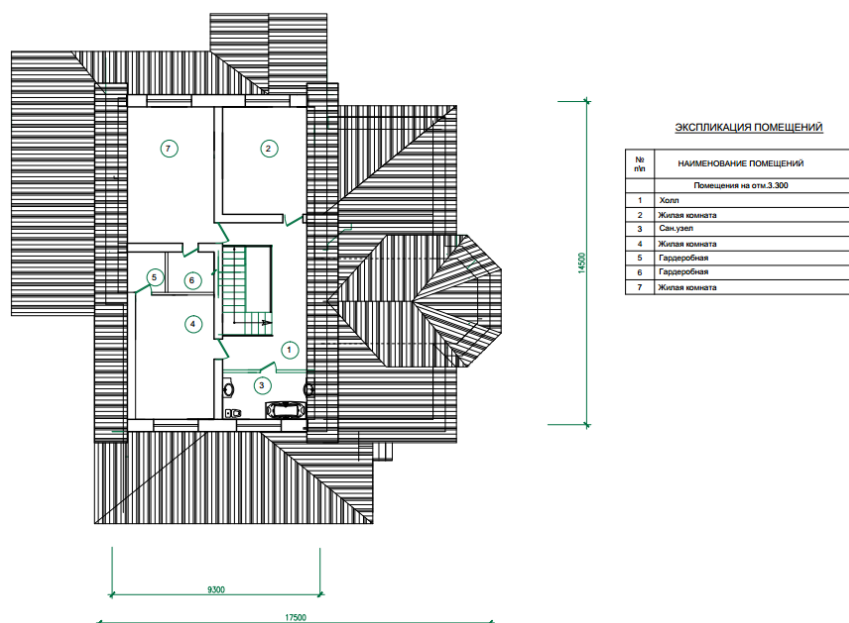 ЭКСПЛИКАЦИЯ ПОМЕЩЕНИЙ
№ п\п НАИМЕНОВАНИЕ ПОМЕЩЕНИЙ
Помещения на отм.3.300
1 Холл
2 Жилая комната
3 Сан.узел
4 Жилая комната
5 Гардеробная
6 Гардеробная
7 Жилая комната
7
2
5
6
4
1
3
14500
9300
17500